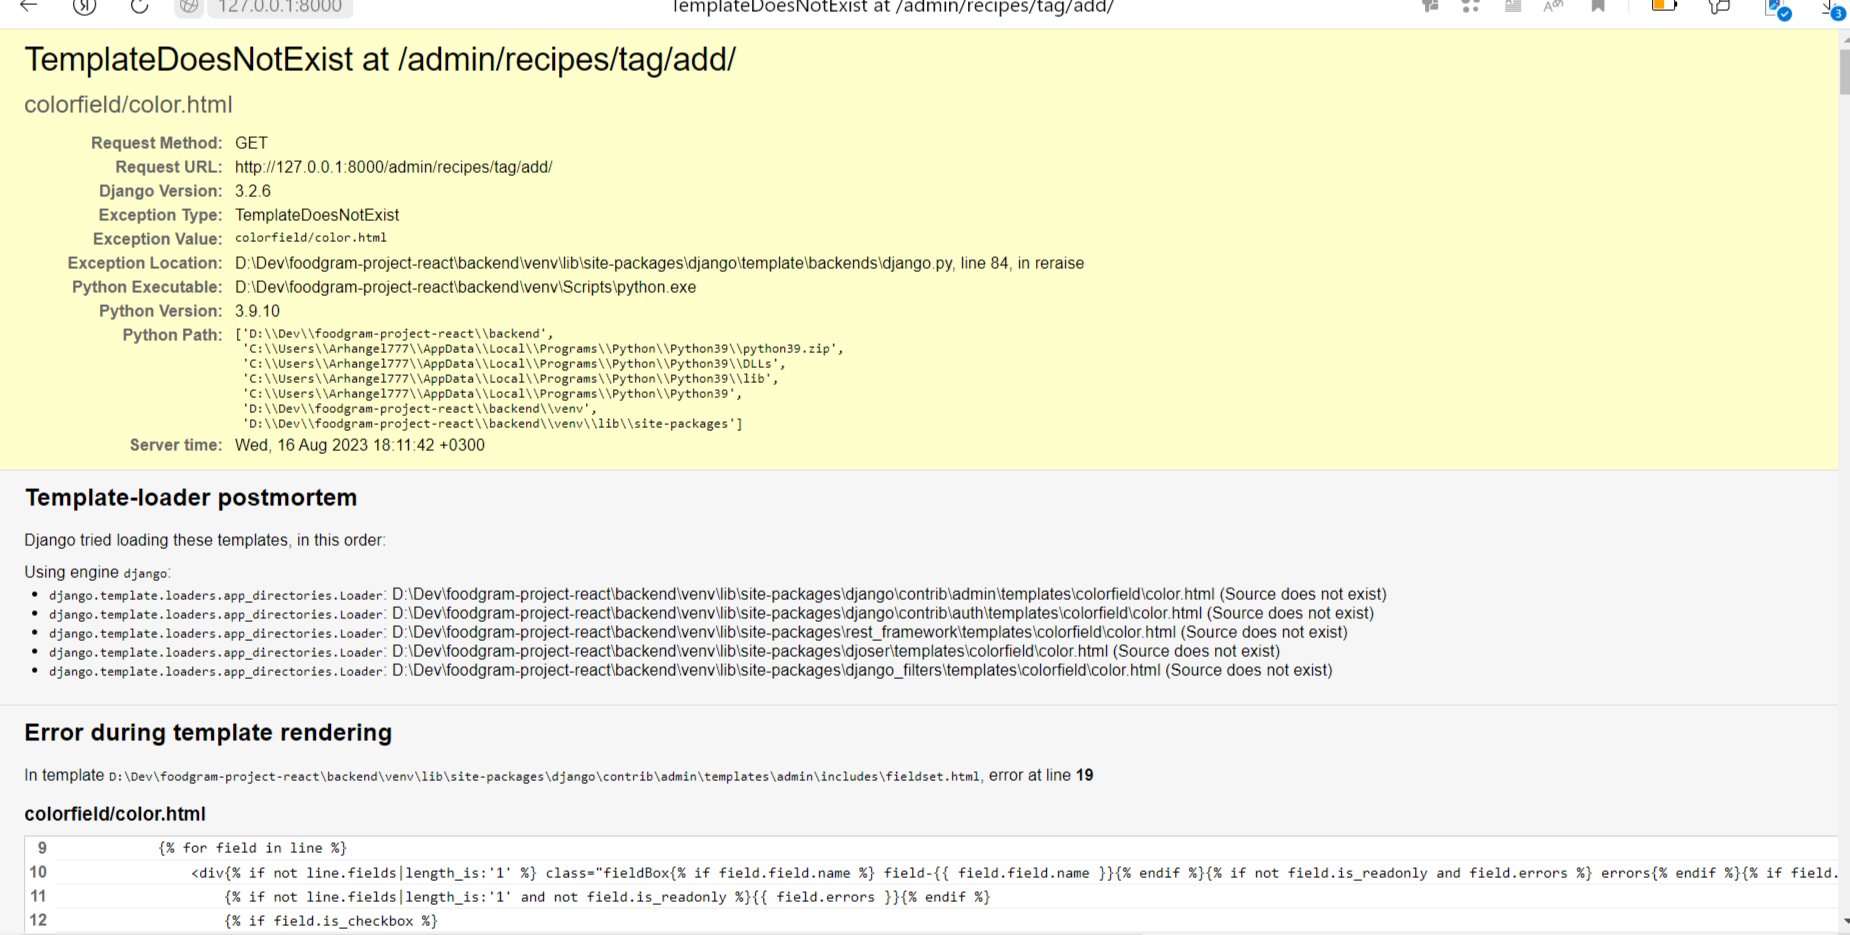 127.0.0.1:8000
TemplateDoesNotExist at /admin/recipes/tag/add/
3
TemplateDoesNotExist at /admin/recipes/tag/add/
colorfield/color.html
Request Method: GET
Request URL: http://127.0.0.1:8000/admin/recipes/tag/add/
Django Version: 3.2.6
Exception Type: TemplateDoesNotExist
Exception Value: colorfield/color.html
Exception Location: D:\Dev\foodgram-project-react\backend\venv\lib\site-packages\django\template\backends\django.py, line 84, in reraise
Python Executable: D:\Dev\foodgram-project-react\backend\venv\Scripts\python.exe
Python Version: 3.9.10
Python Path: ['D:\\Dev\\foodgram-project-react\\backend',
'C:\\Users\\Arhangel777\\AppData\\Local\\Programs\\Python\\Python39\\python39.zip',
'C:\\Users\\Arhangel777\\AppData\\Local\\Programs\\Python\\Python39\\DLLs',
'C:\\Users\\Arhangel777\\AppData\\Local\\Programs\\Python\\Python39\\lib',
'C:\\Users\\Arhangel777\\AppData\\Local\\Programs\\Python\\Python39',
'D:\\Dev\\foodgram-project-react\\backend\\venv',
'D:\\Dev\\foodgram-project-react\\backend\\venv\\lib\\site-packages']
Server time: Wed, 16 Aug 2023 18:11:42 +0300
Template-loader postmortem
Django tried loading these templates, in this order:
Using engine django:
• django.template.loaders.app_directories.Loader: D:\Dev\foodgram-project-react\backend\venv\lib\site-packages\django\contrib\admin\templates\colorfield\color.html (Source does not exist)
• django.template.loaders.app_directories.Loader: D:\Dev\foodgram-project-react\backend\venv\lib\site-packages\django\contrib\auth\templates\colorfield\color.html (Source does not exist)
• django.template.loaders.app_directories.Loader: D:\Dev\foodgram-project-react\backend\venv\lib\site-packages\rest_framework\templates\colorfield\color.html (Source does not exist)
• django.template.loaders.app_directories.Loader: D:\Dev\foodgram-project-react\backend\venv\lib\site-packages\djoser\templates\colorfield\color.html (Source does not exist)
• django.template.loaders.app_directories.Loader: D:\Dev\foodgram-project-react\backend\venv\lib\site-packages\django_filters\templates\colorfield\color.html (Source does not exist)
Error during template rendering
In template D:\Dev\foodgram-project-react\backend\venv\lib\site-packages\django\contrib\admin\templates\admin\includes\fieldset.html, error at line 19
colorfield/color.html
9 {% for field in line %}
10 <div{% if not line.fields|length_is:'1' %} class="fieldBox{% if field.field.name %} field-{{ field.field.name }}{% endif %}{% if not field.is_readonly and field.errors %} errors{% endif %}{% if field.
11 {% if not line.fields|length_is:'1' and not field.is_readonly %}{{ field.errors }}{% endif %}
12 {% if field.is_checkbox %}